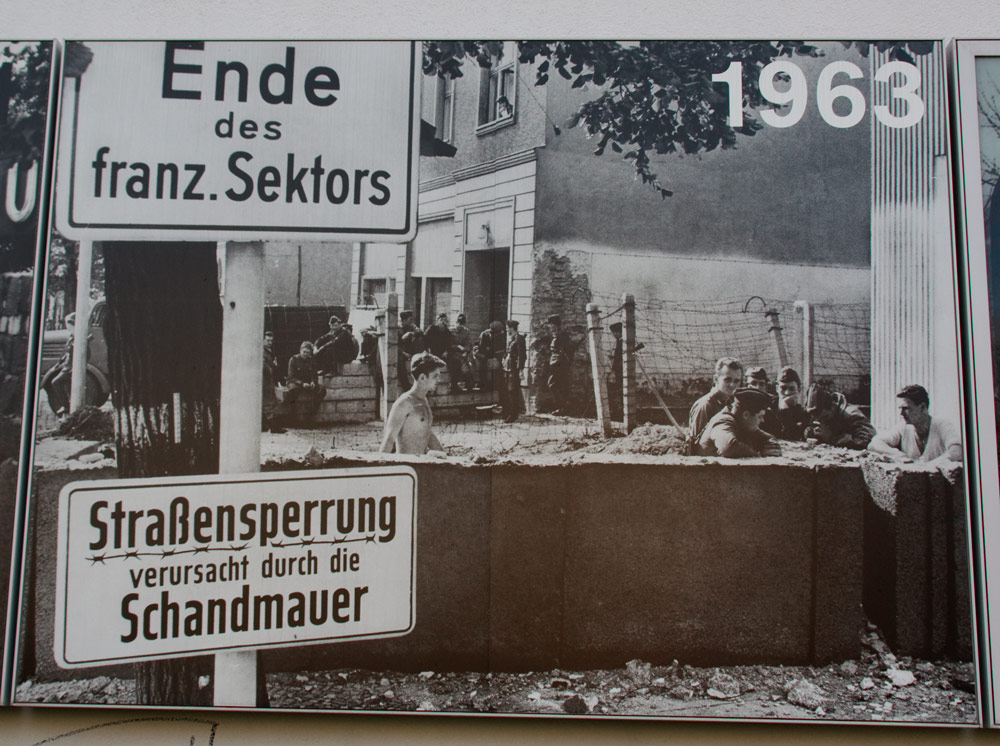 Ende
des
franz. Sektors
1963
Straßensperrung
verursacht durch die
Schandmauer